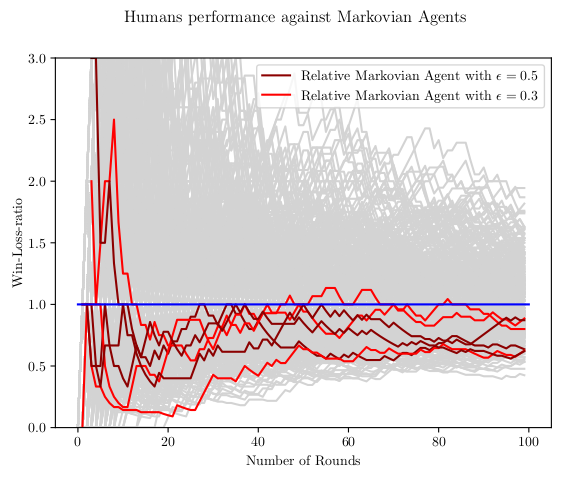 Humans performance against Markovian Agents
Relative Markovian Agent with ϵ = 0.5
Relative Markovian Agent with ϵ = 0.3
Win-Loss-ratio
3.0
2.5
2.0
1.5
1.0
0.5
0.0
0 20 40 60 80 100
Number of Rounds